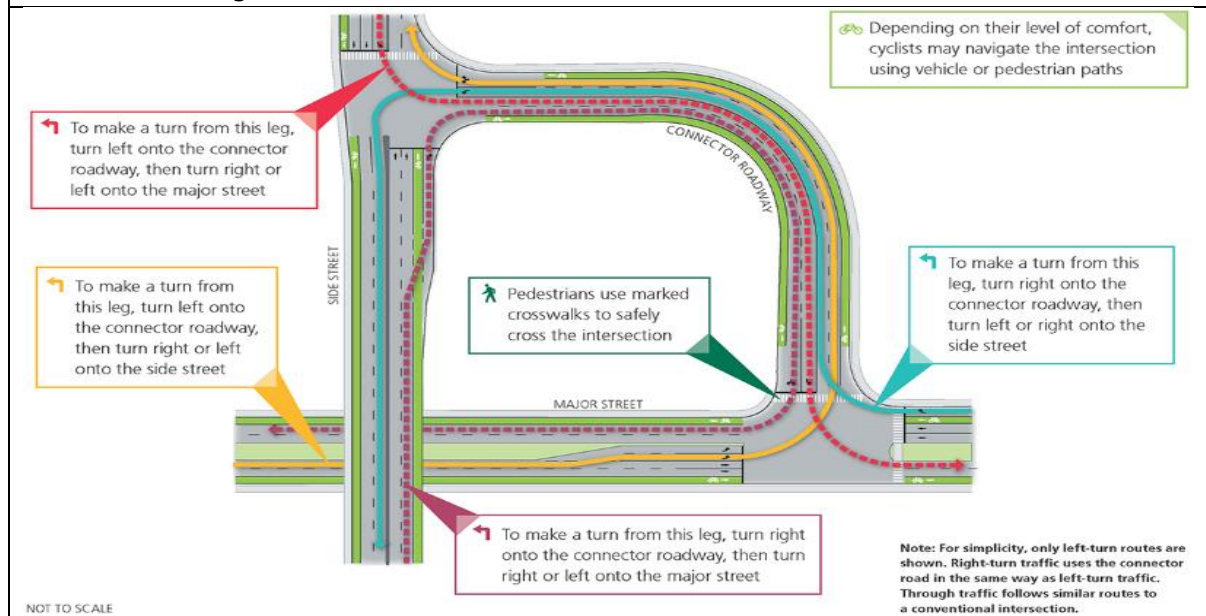 Depending on their level of comfort,
cyclists may navigate the intersection
using vehicle or pedestrian paths
To make a turn from this leg,
turn left onto the connector
roadway, then turn right or
left onto the major street
CONNECTOR ROADWAY
SIDE STREET
To make a turn from
this leg, turn left onto
the connector roadway,
then turn right or left
onto the side street
Pedestrians use marked
crosswalks to safely
cross the intersection
To make a turn from this
leg, turn right onto the
connector roadway, then
turn left or right onto the
side street
MAJOR STREET
To make a turn from this leg, turn right
onto the connector roadway, then turn
right or left onto the major street
Note: For simplicity, only left-turn routes are
shown. Right-turn traffic uses the connector
road in the same way as left-turn traffic.
Through traffic follows similar routes to
a conventional intersection.
NOT TO SCALE